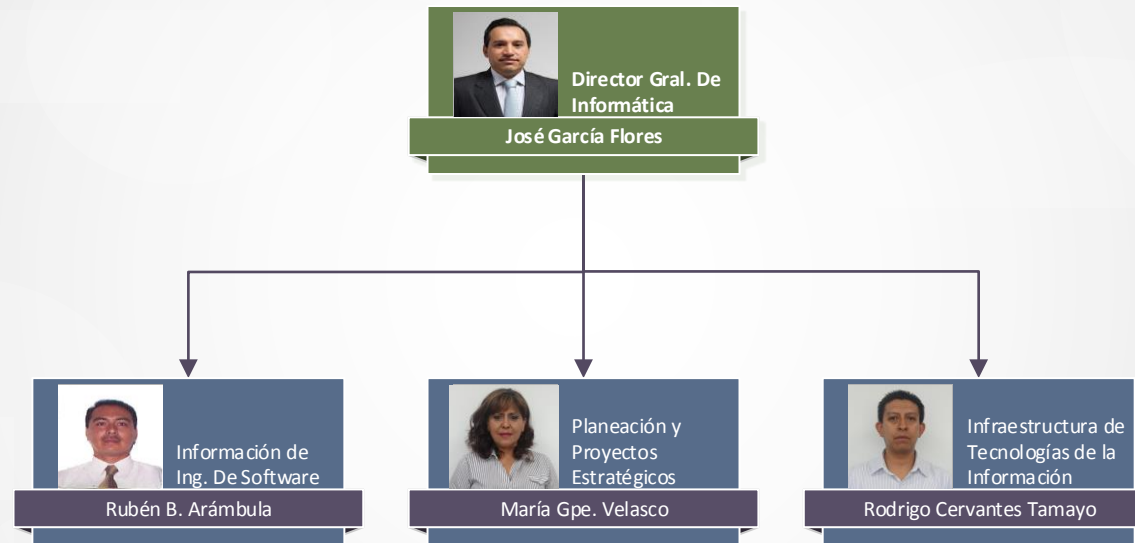 Director Gral. De
Informática
José García Flores
Información de
Ing. De Software
Rubén B. Arámbula
Planeación y
Proyectos
Estratégicos
María Gpe. Velasco
Infraestructura de
Tecnologías de la
Información
Rodrigo Cervantes Tamayo